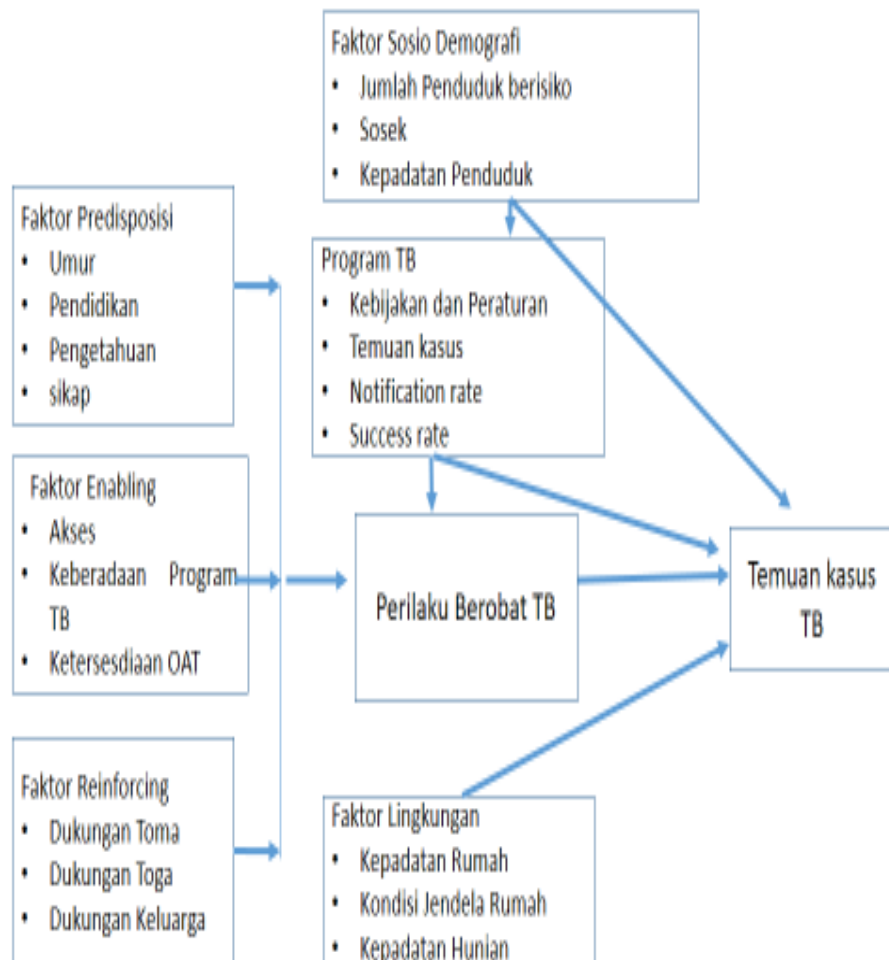 Faktor Sosio Demografi
• Jumlah Penduduk berisiko
• Sosek
• Kepadatan Penduduk
Faktor Predisposisi
• Umur
• Pendidikan
• Pengetahuan
• sikap
Program TB
• Kebijakan dan Peraturan
• Temuan kasus
• Notification rate
• Success rate
Faktor Enabling
• Akses
• Keberadaan Program
TB
• Ketersesdiaan OAT
Perilaku Berobat TB
Temuan kasus
TB
Faktor Reinforcing
• Dukungan Toma
• Dukungan Toga
• Dukungan Keluarga
Faktor Lingkungan
• Kepadatan Rumah
• Kondisi Jendela Rumah
• Kepadatan Hunian